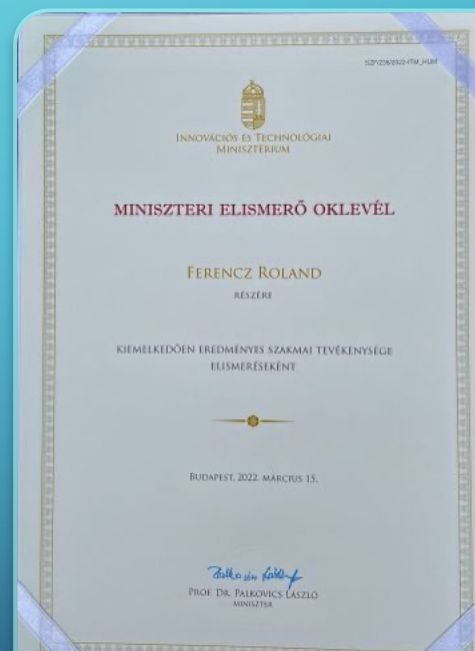 INNOVÁCIÓS ÉS TECHNOLÓGIAI
MINISZTÉRIUM
MINISZTERI ELISMERŐ OKLEVÉL
FERENCZ ROLAND
RÉSZÉRE
KIEMELKEDŐEN EREDMÉNYES SZAKMAI TEVÉKENYSÉGE
ELISMERÉSEKÉNT
BUDAPEST, 2022. MÁRCIUS 15.
PROF. DR. PALKOVICS LÁSZLÓ
MINISZTER